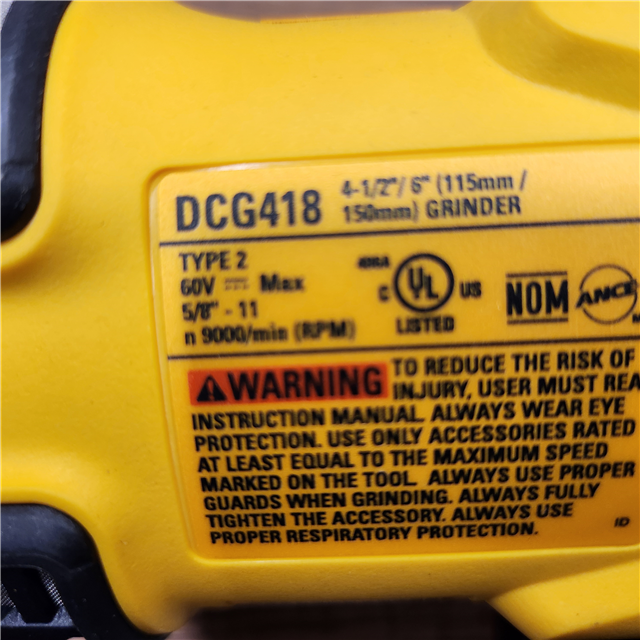 DCG418 4-1/2"/6" (115mm /
150mm) GRINDER
TYPE 2
60V Max
5/8" - 11
n 9000/min (RPM)
C UL US
LISTED
NOM
ANCE
WARNING TO REDUCE THE RISK OF
INJURY, USER MUST REA
INSTRUCTION MANUAL. ALWAYS WEAR EYE
PROTECTION. USE ONLY ACCESSORIES RATED
AT LEAST EQUAL TO THE MAXIMUM SPEED
MARKED ON THE TOOL. ALWAYS USE PROPER
GUARDS WHEN GRINDING. ALWAYS FULLY
TIGHTEN THE ACCESSORY. ALWAYS USE
PROPER RESPIRATORY PROTECTION.
ID